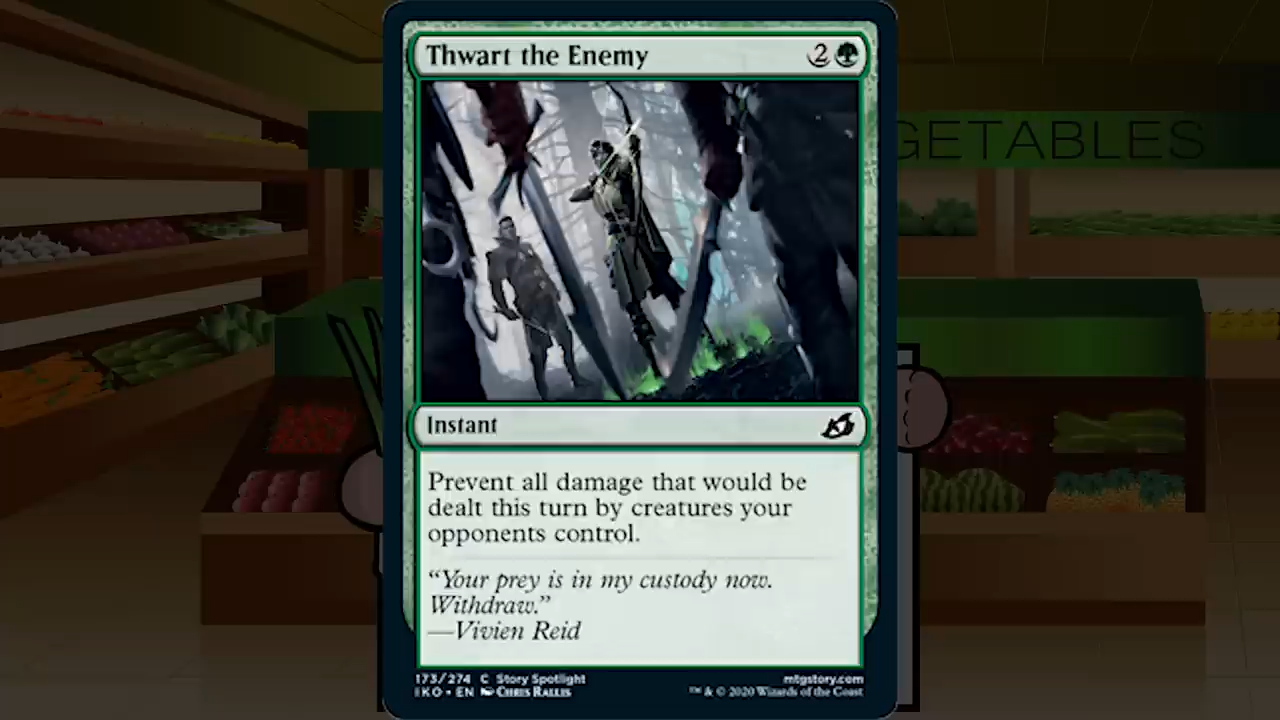 Thwart the Enemy 2
GETABLES
Instant
Prevent all damage that would be
dealt this turn by creatures your
opponents control.
“Your prey is in my custody now.
Withdraw.”
—Vivien Reid
173/274 C Story Spotlight
mtgstory.com
IKO • EN Chris Rallis
™ & © 2020 Wizards of the Coast